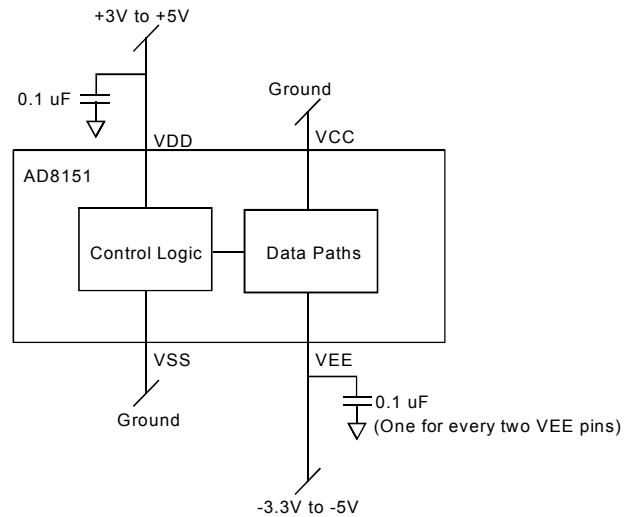 +3V to +5V
0.1 uF
Ground
VDD
VCC
AD8151
Control Logic
Data Paths
VSS
VEE
Ground
0.1 uF
(One for every two VEE pins)
-3.3V to -5V